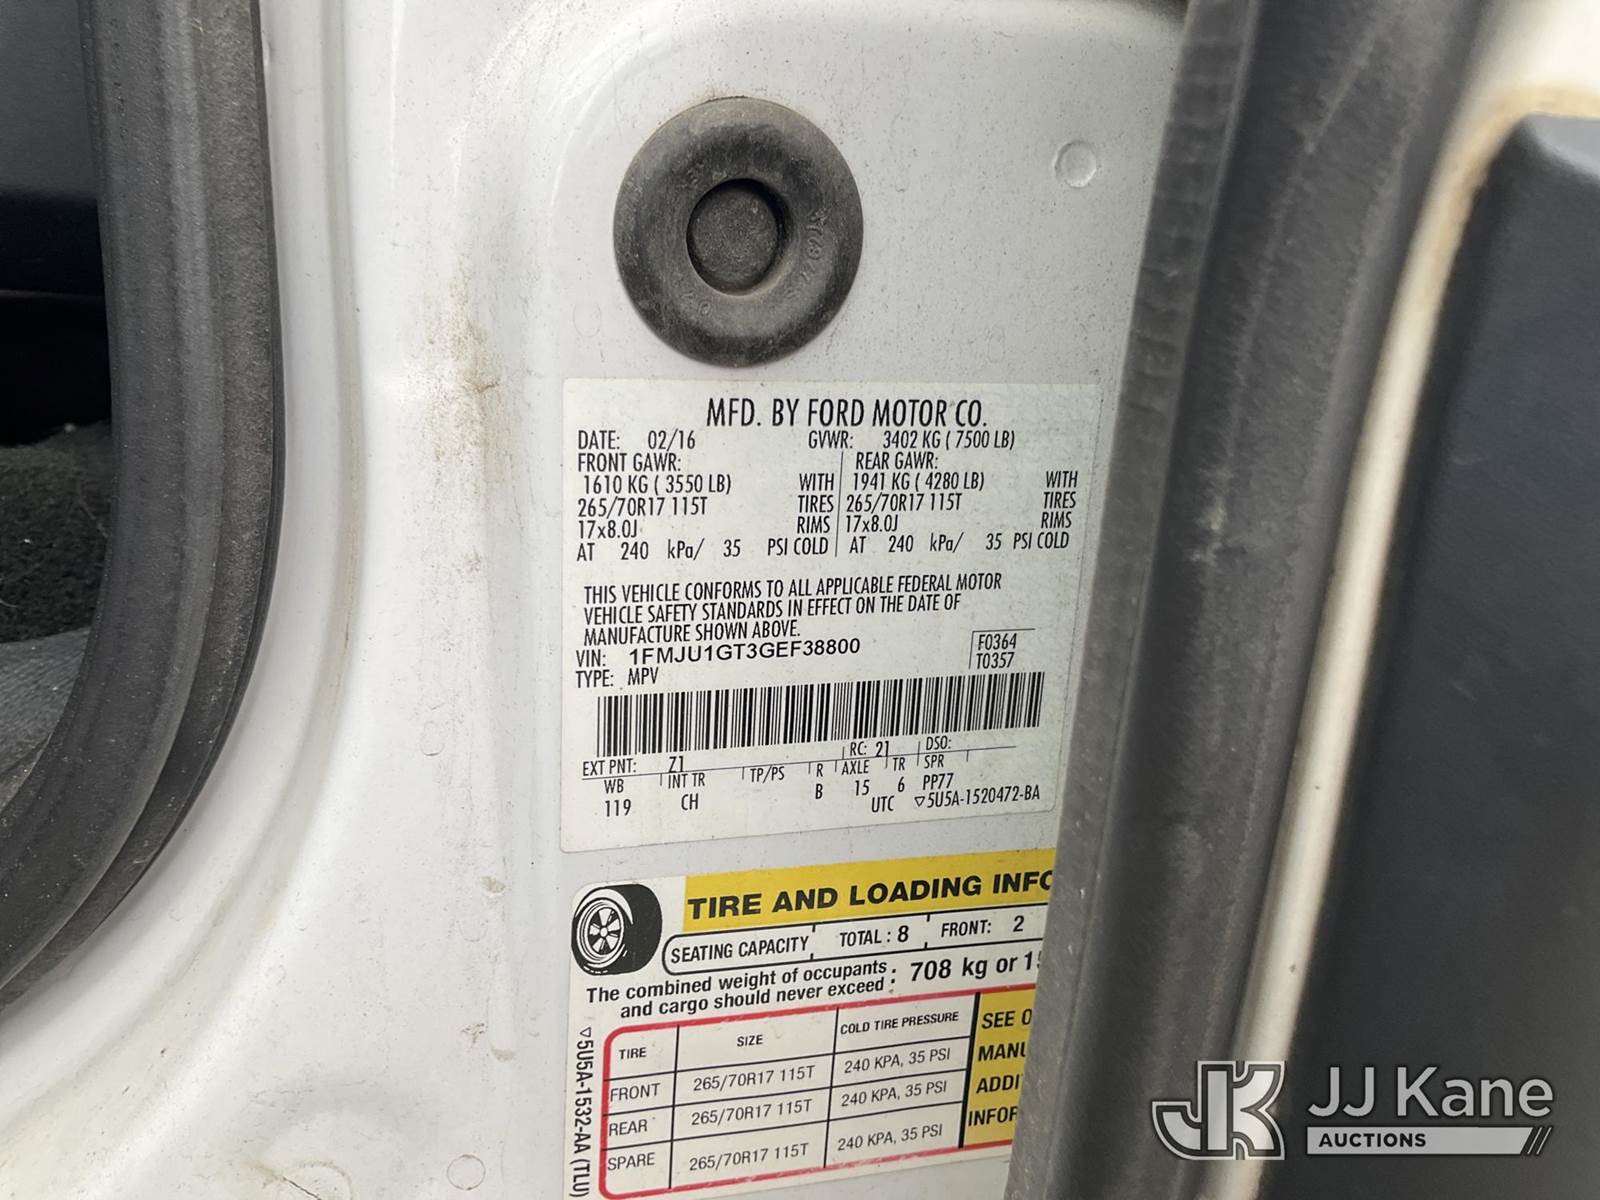 MFD. BY FORD MOTOR CO.
DATE: 02/16 GVWR: 3402 KG ( 7500 LB)
FRONT GAWR: REAR GAWR:
1610 KG ( 3550 LB) WITH 1941 KG ( 4280 LB) WITH
265/70R17 115T TIRES 265/70R17 115T TIRES
17x8.0J RIMS 17x8.0J RIMS
AT 240 kPa/ 35 PSI COLD AT 240 kPa/ 35 PSI COLD
THIS VEHICLE CONFORMS TO ALL APPLICABLE FEDERAL MOTOR
VEHICLE SAFETY STANDARDS IN EFFECT ON THE DATE OF
MANUFACTURE SHOWN ABOVE.
VIN: 1FMJU1GT3GEF38800 F0364
TYPE: MPV T0357
EXT PNT: Z1 RC: 21 DSO:
WB INT TR TP/PS R AXLE TR SPR
119 CH B 15 6 PP77
UTC ▽5U5A-1520472-BA
TIRE AND LOADING INFO
SEATING CAPACITY TOTAL: 8 FRONT: 2
The combined weight of occupants
and cargo should never exceed : 708 kg or 15
TIRE SIZE COLD TIRE PRESSURE
FRONT 265/70R17 115T 240 KPA, 35 PSI
REAR 265/70R17 115T 240 KPA, 35 PSI
SPARE 265/70R17 115T 240 KPA, 35 PSI
SEE O
MANU
ADDI
INFOR
▽5U5A-1532-AA (TLU)
JK JJ Kane
AUCTIONS